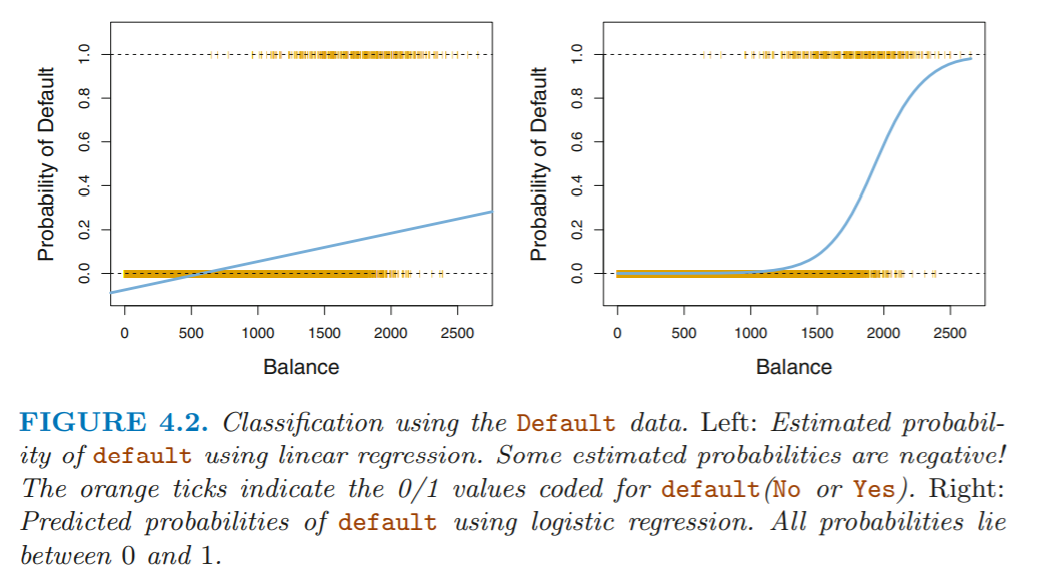 Probability of Default
1.0
0.8
0.6
0.4
0.2
0.0
0 500 1000 1500 2000 2500
Balance
Probability of Default
1.0
0.8
0.6
0.4
0.2
0.0
0 500 1000 1500 2000 2500
Balance
FIGURE 4.2. Classification using the Default data. Left: Estimated probabil-
ity of default using linear regression. Some estimated probabilities are negative!
The orange ticks indicate the 0/1 values coded for default(No or Yes). Right:
Predicted probabilities of default using logistic regression. All probabilities lie
between 0 and 1.